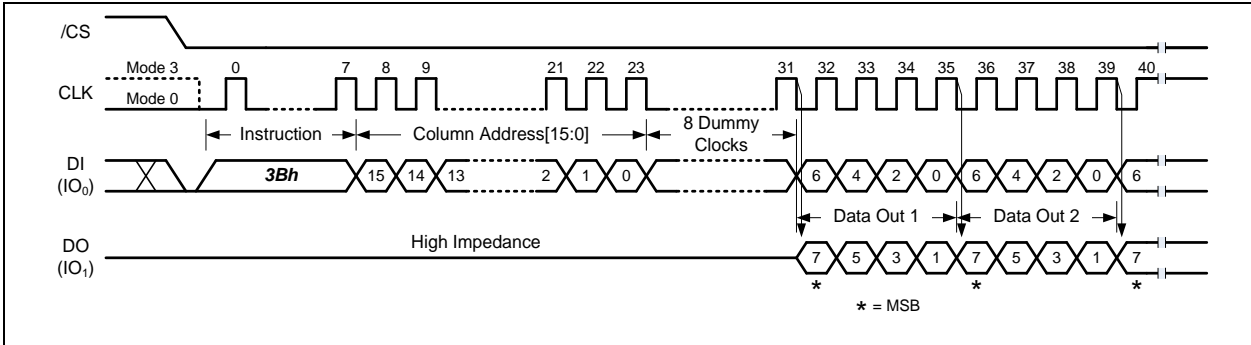 /CS
Mode 3 0 7 8 9 21 22 23 31 32 33 34 35 36 37 38 39 40
CLK
Mode 0
Instruction Column Address[15:0] 8 Dummy Clocks
DI
(IO0)
3Bh 15 14 13 2 1 0 6 4 2 0 6 4 2 0 6
Data Out 1 Data Out 2
DO
(IO1)
High Impedance
7 5 3 1 7 5 3 1 7
* * *
* = MSB